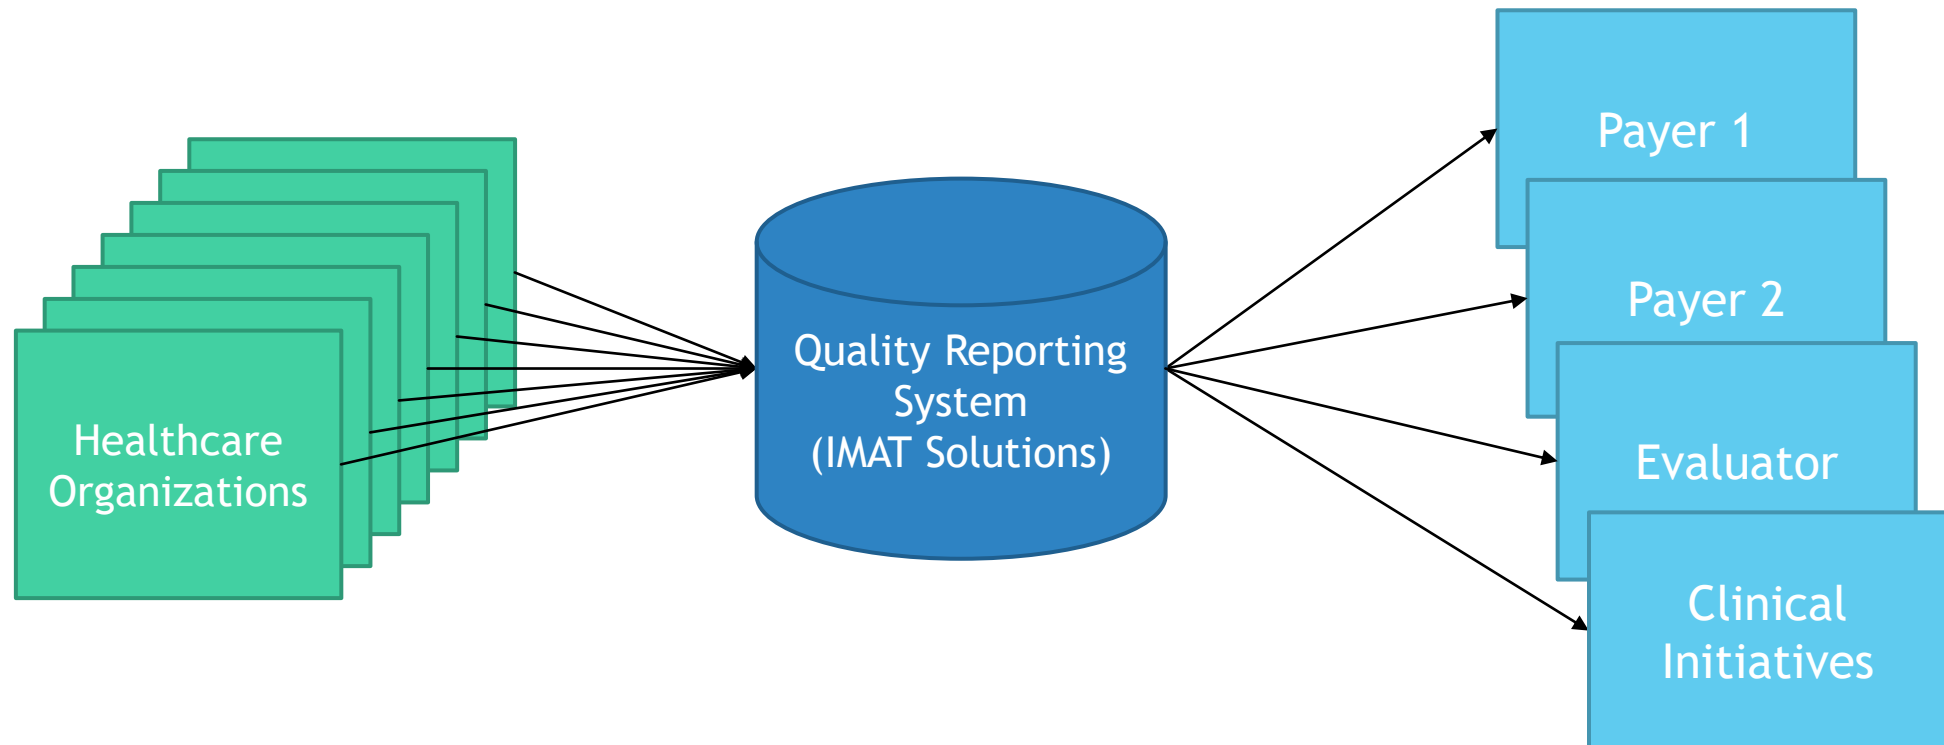 Healthcare
Organizations
Quality Reporting
System
(IMAT Solutions)
Payer 1
Payer 2
Evaluator
Clinical
Initiatives